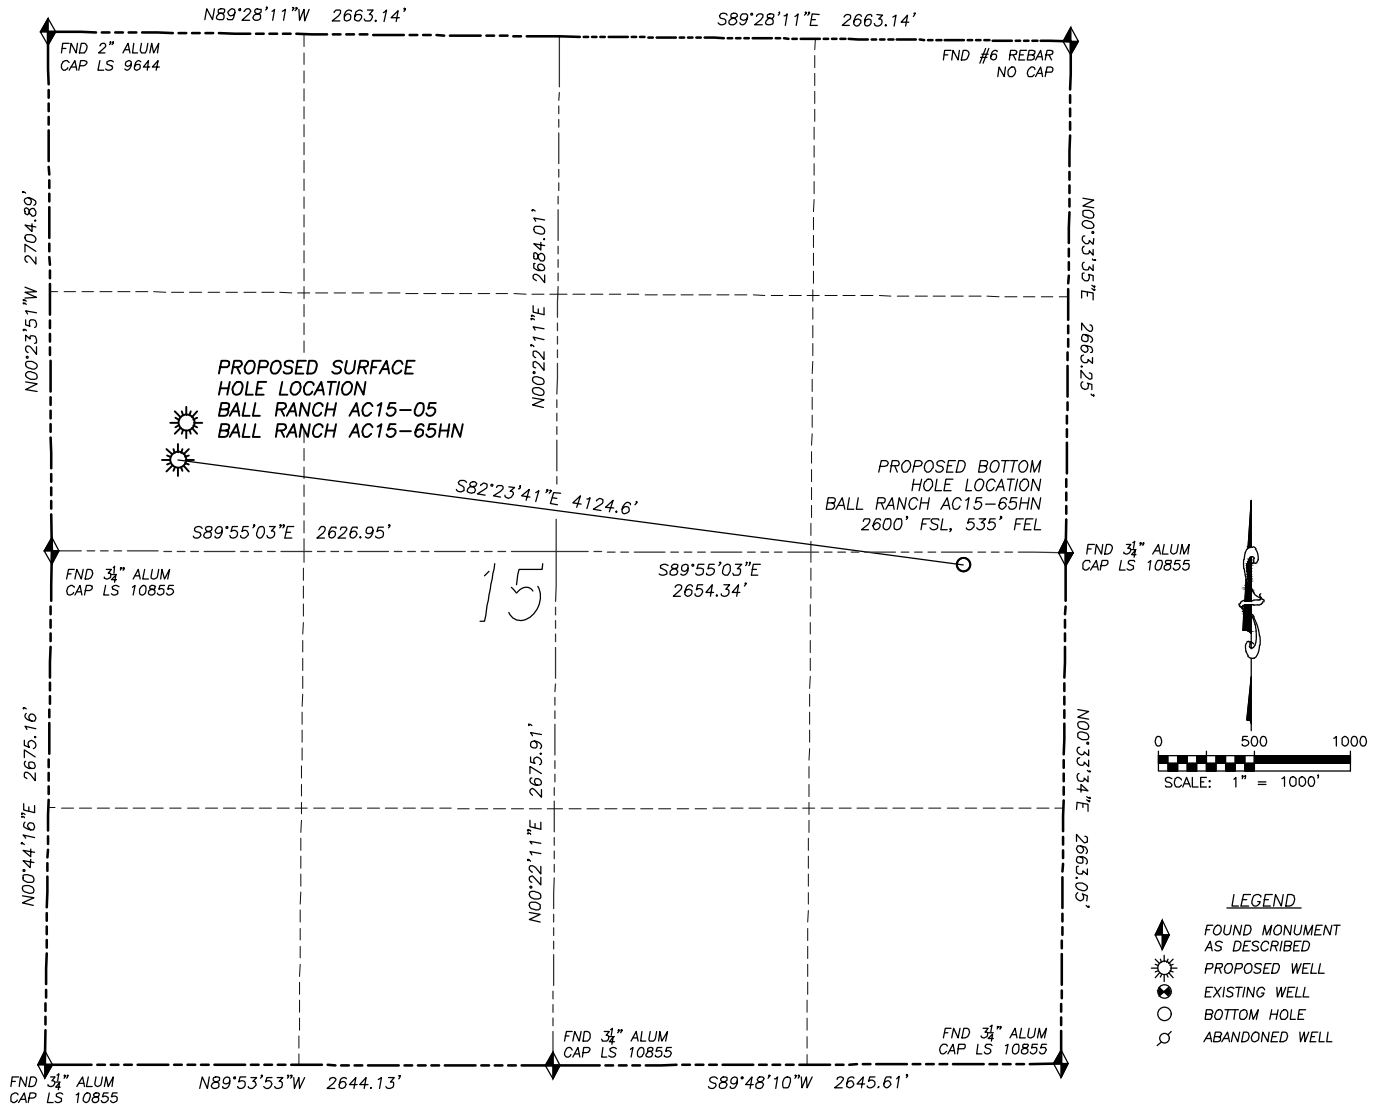 N89°28'11"W 2663.14'
S89°28'11"E 2663.14'
FND 2" ALUM
CAP LS 9644
FND #6 REBAR
NO CAP
N00°23'51"W 2704.89'
N00°22'11"E 2684.01'
N00°33'35"E 2663.25'
PROPOSED SURFACE
HOLE LOCATION
BALL RANCH AC15-05
BALL RANCH AC15-65HN
PROPOSED BOTTOM
HOLE LOCATION
BALL RANCH AC15-65HN
2600' FSL, 535' FEL
S82°23'41"E 4124.6'
S89°55'03"E 2626.95'
FND 3¼" ALUM
CAP LS 10855
15
S89°55'03"E
2654.34'
FND 3¼" ALUM
CAP LS 10855
N00°44'16"E 2675.16'
N00°22'11"E 2675.91'
N00°33'34"E 2663.05'
0 500 1000
SCALE: 1" = 1000'
LEGEND
FOUND MONUMENT
AS DESCRIBED
PROPOSED WELL
EXISTING WELL
BOTTOM HOLE
ABANDONED WELL
FND 3¼" ALUM
CAP LS 10855
FND 3¼" ALUM
CAP LS 10855
FND 3¼" ALUM
CAP LS 10855
N89°53'53"W 2644.13'
S89°48'10"W 2645.61'